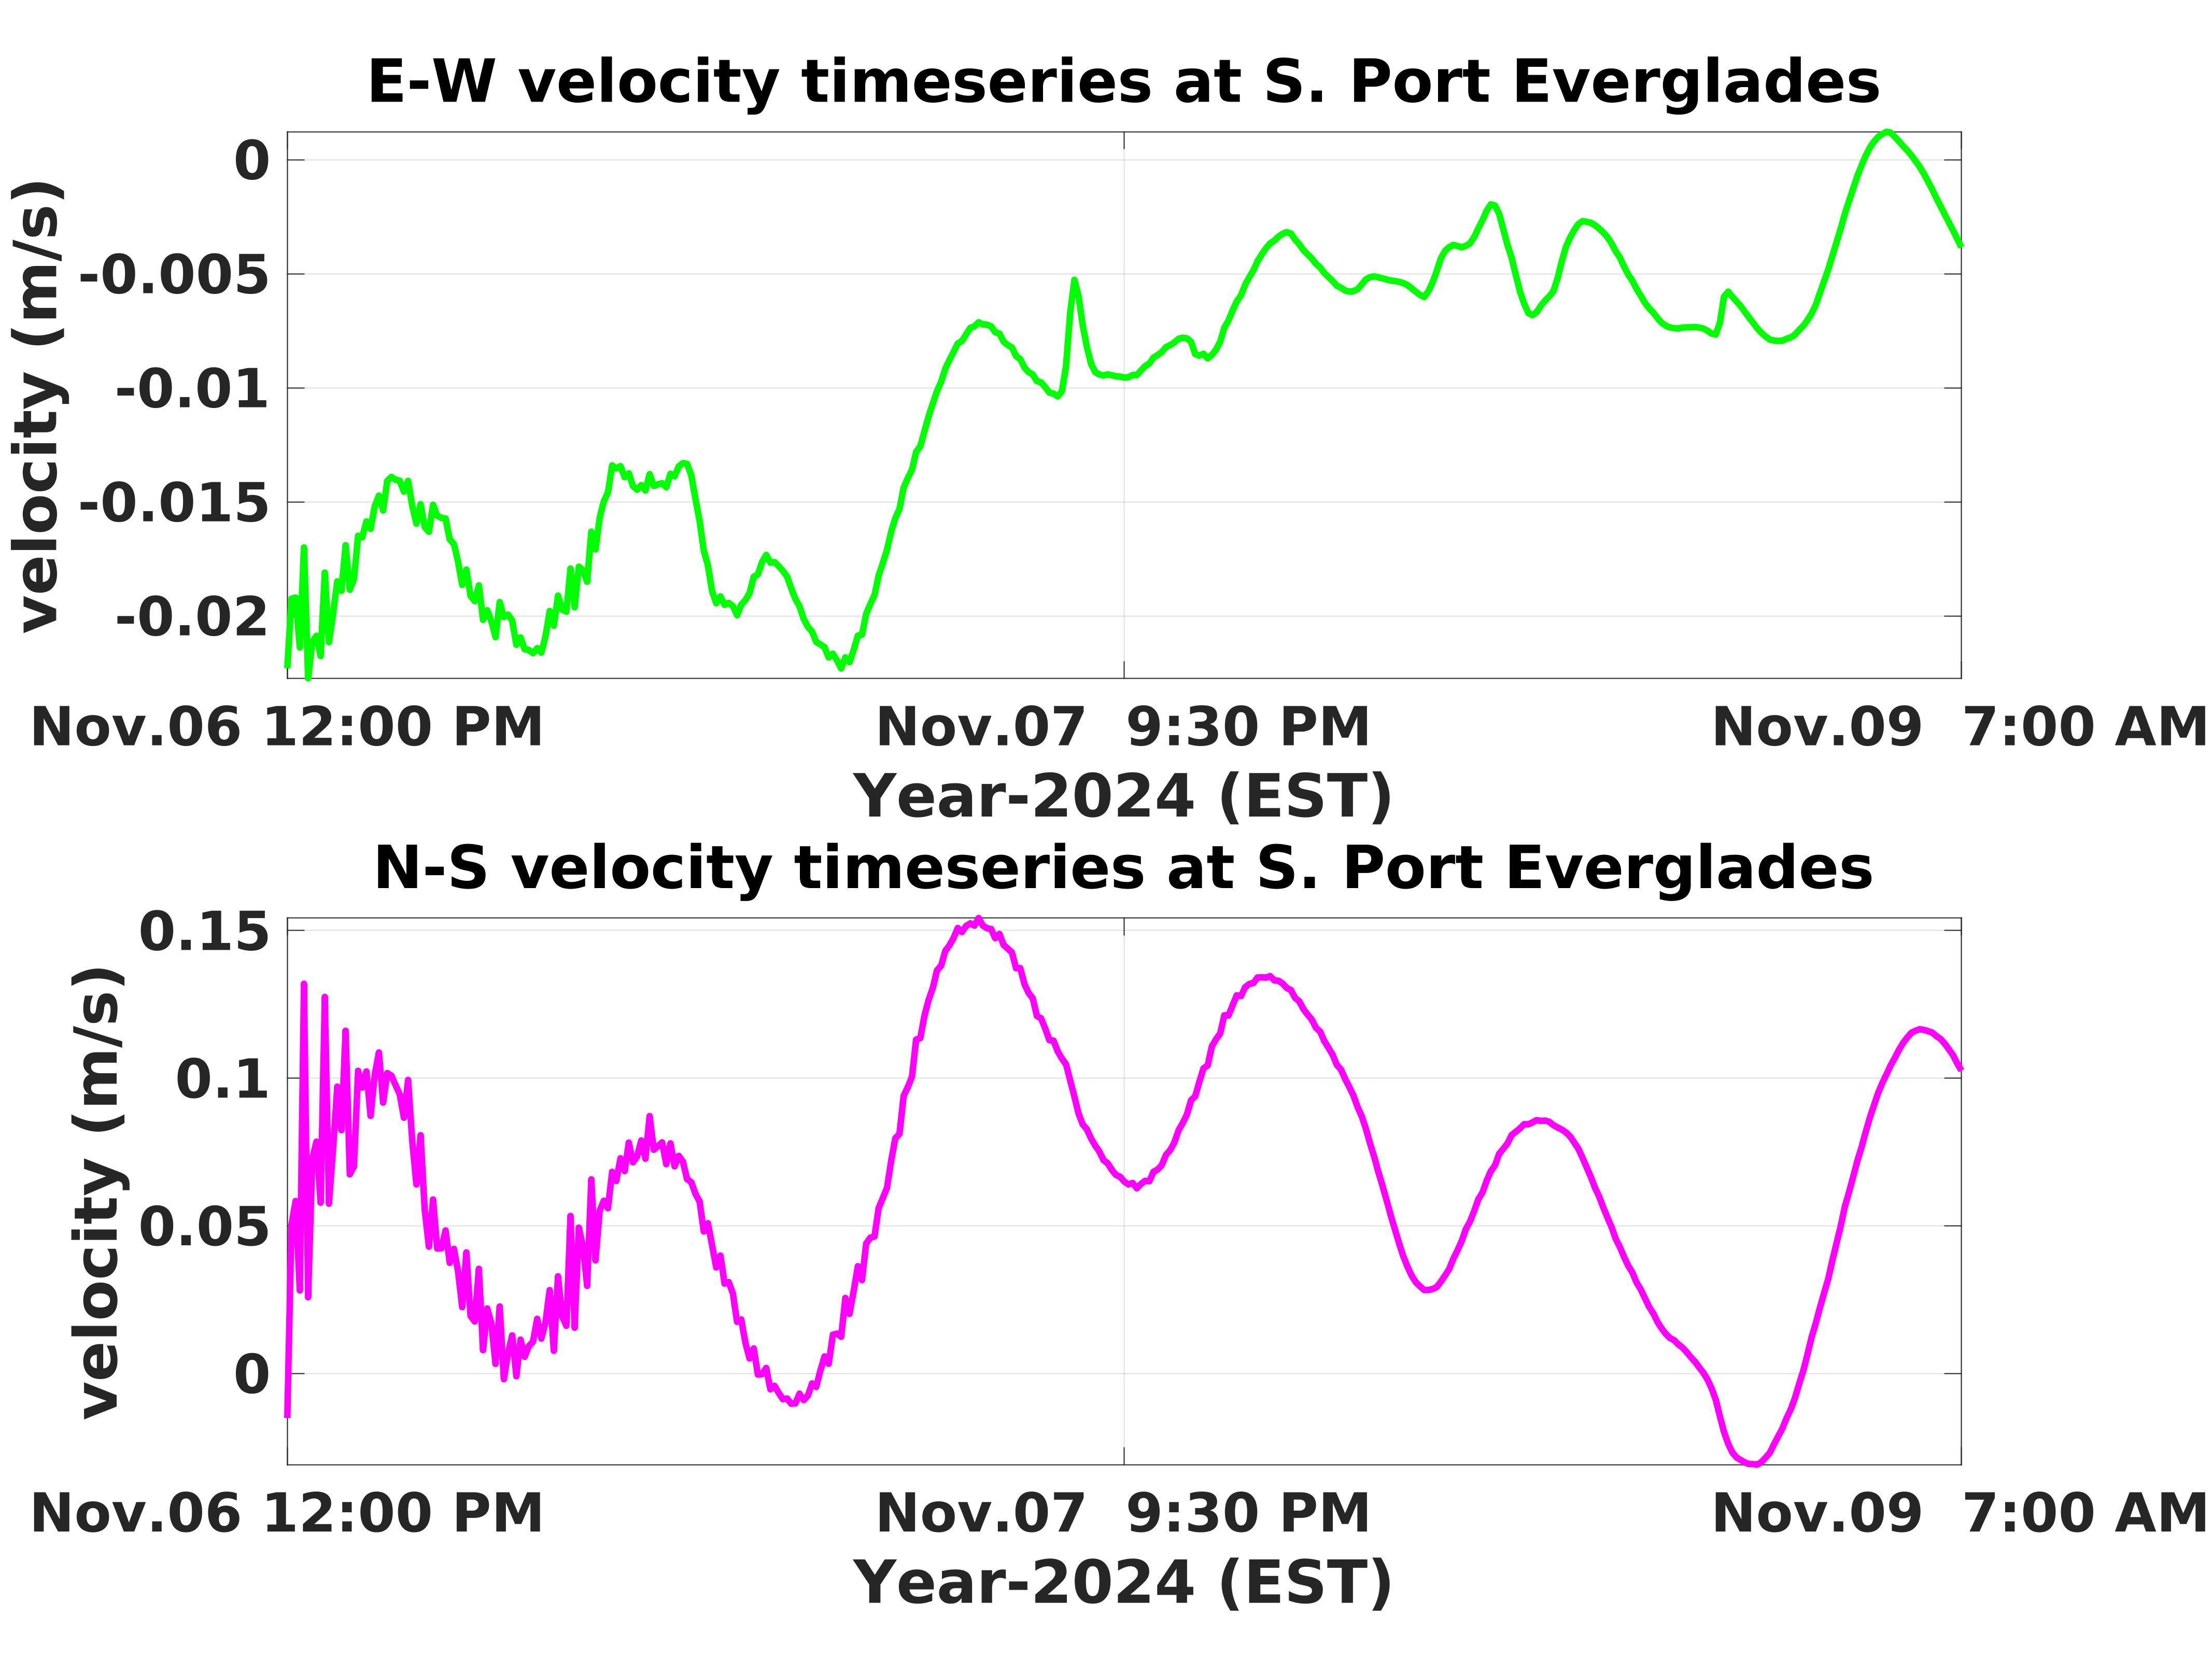 E-W velocity timeseries at S. Port Everglades
velocity (m/s)
0
-0.005
-0.01
-0.015
-0.02
Nov.06 12:00 PM Nov.07  9:30 PM Nov.09  7:00 AM
Year-2024 (EST)
N-S velocity timeseries at S. Port Everglades
velocity (m/s)
0.15
0.1
0.05
0
Nov.06 12:00 PM Nov.07  9:30 PM Nov.09  7:00 AM
Year-2024 (EST)